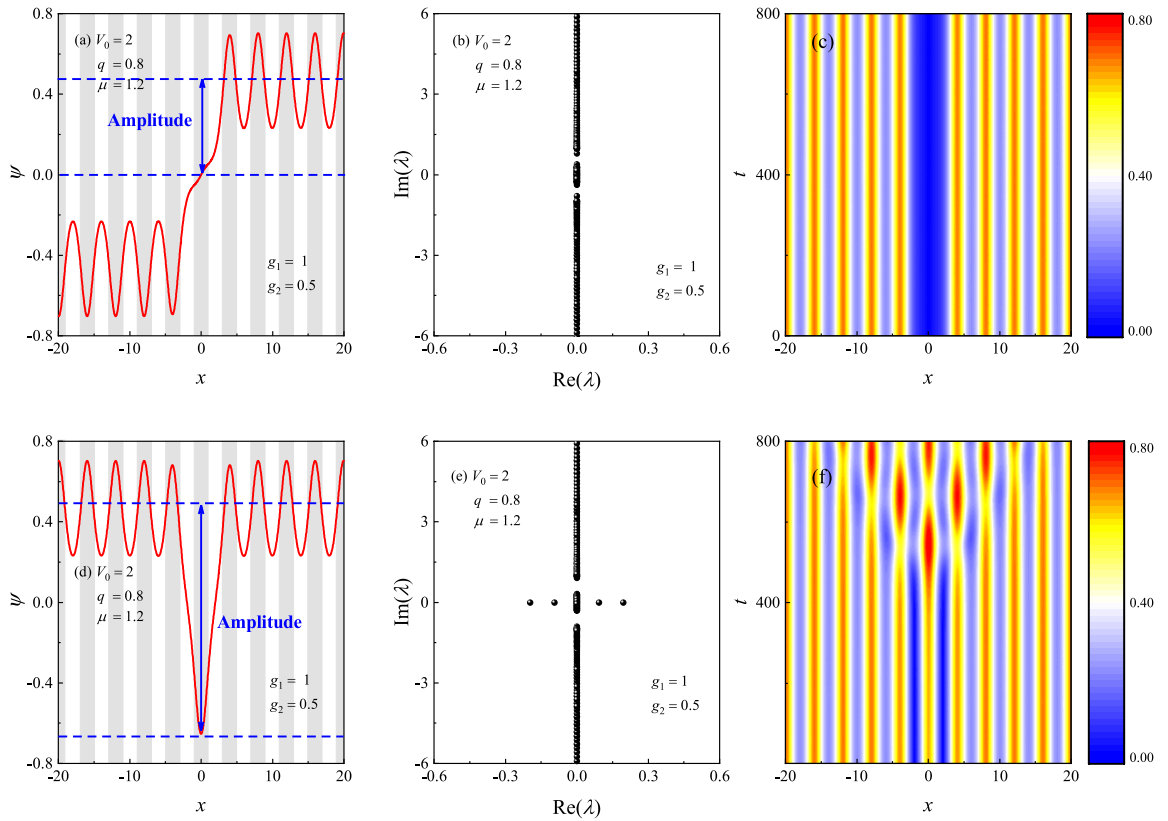 (a) V₀ = 2
q = 0.8
μ = 1.2
Amplitude
g₁ = 1
g₂ = 0.5
0.8
0.4
0.0
-0.4
-0.8
ψ
-20
-10
0
10
20
x
(b) V₀ = 2
q = 0.8
μ = 1.2
g₁ = 1
g₂ = 0.5
6
3
0
-3
-6
Im(λ)
-0.6
-0.3
0.0
0.3
0.6
Re(λ)
(c)
800
400
0
t
-20
-10
0
10
20
x
0.80
0.40
0.00
(d) V₀ = 2
q = 0.8
μ = 1.2
Amplitude
g₁ = 1
g₂ = 0.5
0.8
0.4
0.0
-0.4
-0.8
ψ
-20
-10
0
10
20
x
(e) V₀ = 2
q = 0.8
μ = 1.2
g₁ = 1
g₂ = 0.5
6
3
0
-3
-6
Im(λ)
-0.6
-0.3
0.0
0.3
0.6
Re(λ)
(f)
800
400
0
t
-20
-10
0
10
20
x
0.80
0.40
0.00